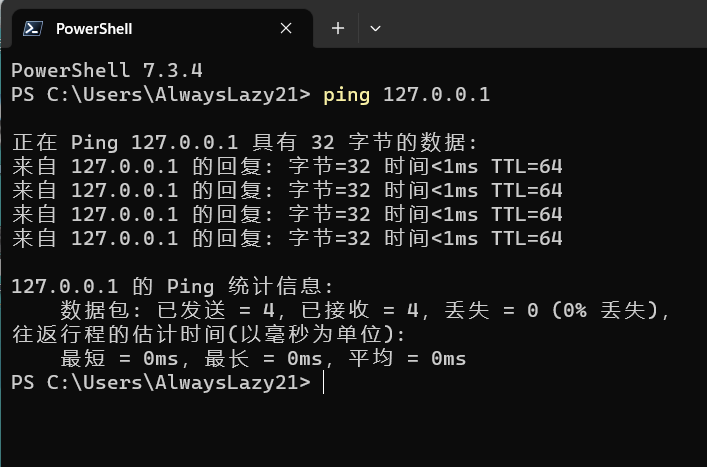 PowerShell
PowerShell 7.3.4
PS C:\Users\AlwaysLazy21> ping 127.0.0.1
正在 Ping 127.0.0.1 具有 32 字节的数据:
来自 127.0.0.1 的回复: 字节=32 时间<1ms TTL=64
来自 127.0.0.1 的回复: 字节=32 时间<1ms TTL=64
来自 127.0.0.1 的回复: 字节=32 时间<1ms TTL=64
来自 127.0.0.1 的回复: 字节=32 时间<1ms TTL=64
127.0.0.1 的 Ping 统计信息:
数据包: 已发送 = 4，已接收 = 4，丢失 = 0 (0% 丢失)，
往返行程的估计时间(以毫秒为单位):
最短 = 0ms，最长 = 0ms，平均 = 0ms
PS C:\Users\AlwaysLazy21>